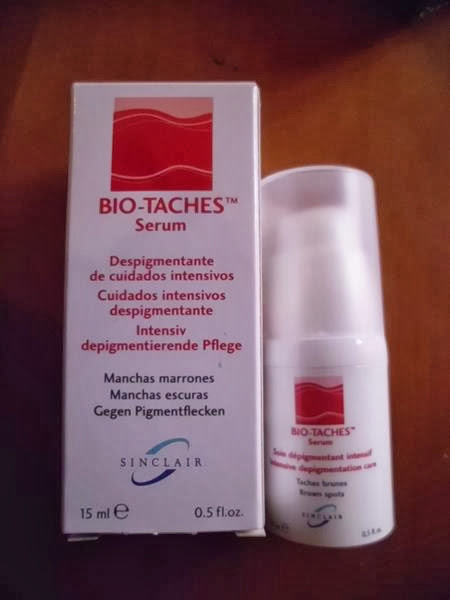 BIO-TACHES™
Serum
Despigmentante
de cuidados intensivos
Cuidados intensivos
despigmentante
Intensiv
depigmentierende Pflege
Manchas marrones
Manchas escuras
Gegen Pigmentflecken
SINCLAIR
15 ml e 0.5 fl.oz.
BIO-TACHES™
Serum
Soin dépigmentant intensif
Intensive depigmentation care
Taches brunes
Brown spots
SINCLAIR